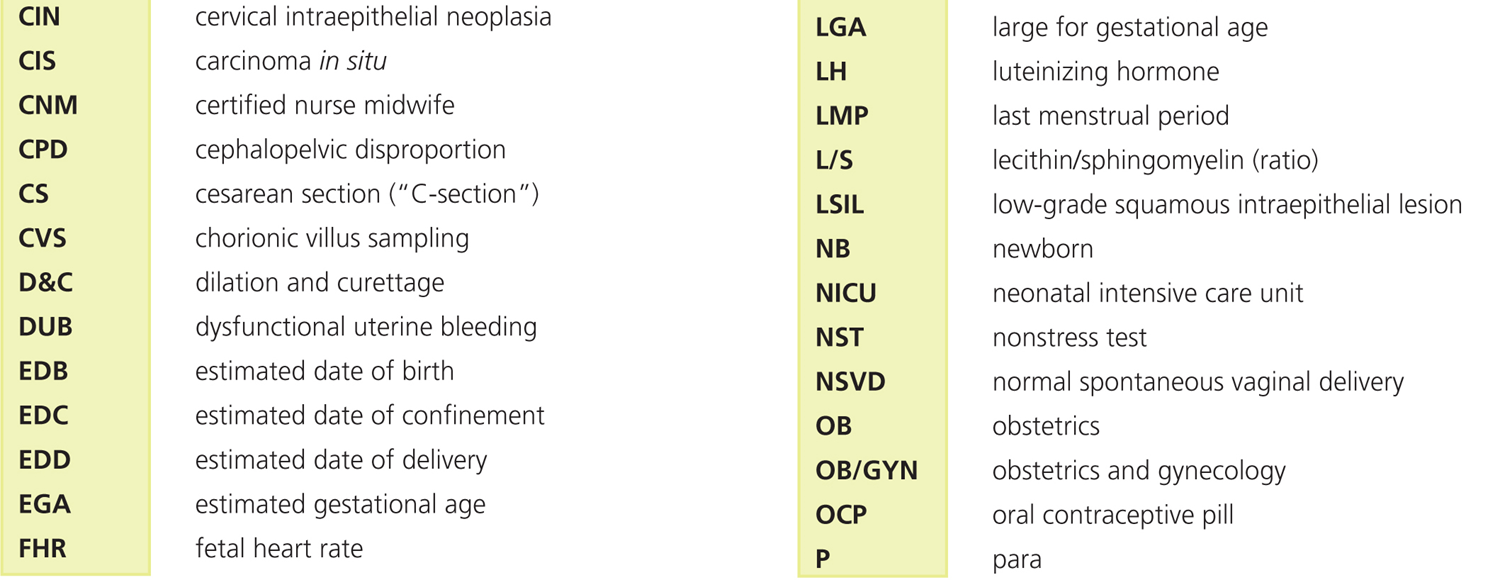 CIN cervical intraepithelial neoplasia
CIS carcinoma in situ
CNM certified nurse midwife
CPD cephalopelvic disproportion
CS cesarean section (“C-section”)
CVS chorionic villus sampling
D&C dilation and curettage
DUB dysfunctional uterine bleeding
EDB estimated date of birth
EDC estimated date of confinement
EDD estimated date of delivery
EGA estimated gestational age
FHR fetal heart rate
LGA large for gestational age
LH luteinizing hormone
LMP last menstrual period
L/S lecithin/sphingomyelin (ratio)
LSIL low-grade squamous intraepithelial lesion
NB newborn
NICU neonatal intensive care unit
NST nonstress test
NSVD normal spontaneous vaginal delivery
OB obstetrics
OB/GYN obstetrics and gynecology
OCP oral contraceptive pill
P para